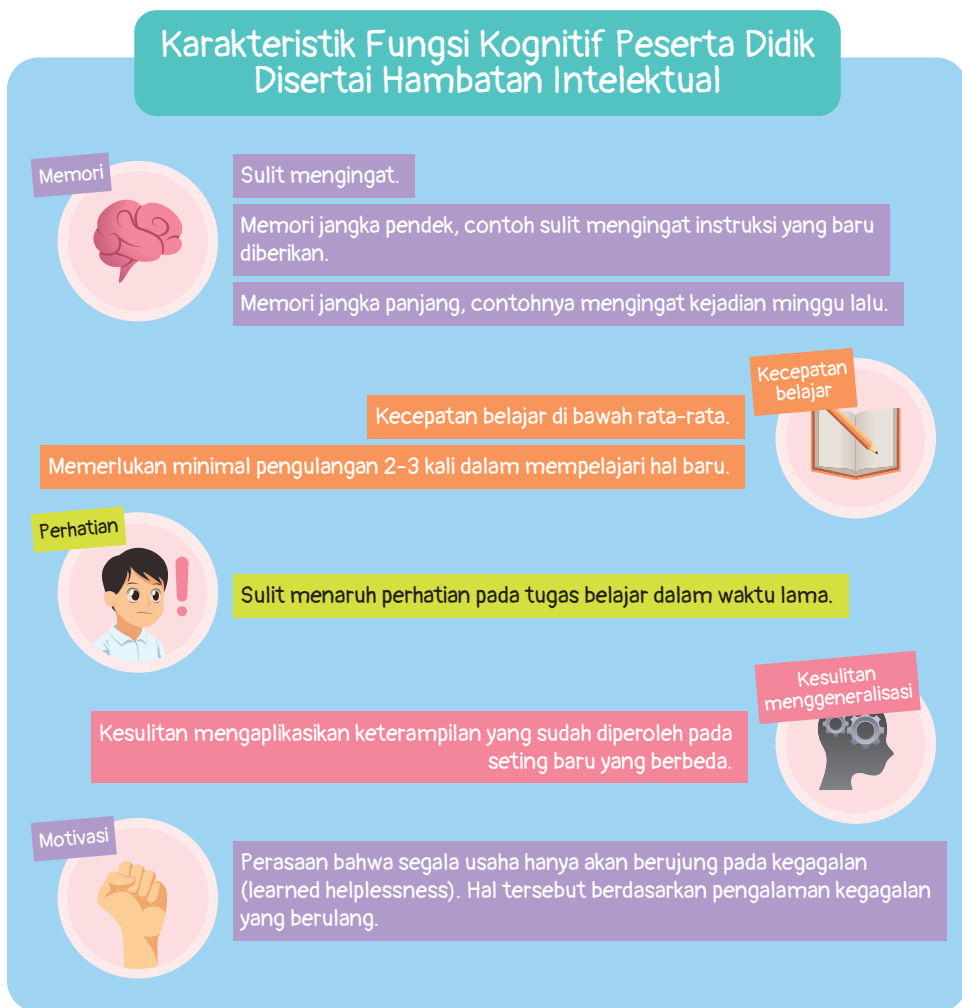 Karakteristik Fungsi Kognitif Peserta Didik
Disertai Hambatan Intelektual
Memori
Sulit mengingat.
Memori jangka pendek, contoh sulit mengingat instruksi yang baru
diberikan.
Memori jangka panjang, contohnya mengingat kejadian minggu lalu.
Kecepatan
belajar
Kecepatan belajar di bawah rata-rata.
Memerlukan minimal pengulangan 2-3 kali dalam mempelajari hal baru.
Perhatian
Sulit menaruh perhatian pada tugas belajar dalam waktu lama.
Kesulitan
menggeneralisasi
Kesulitan mengaplikasikan keterampilan yang sudah diperoleh pada
seting baru yang berbeda.
Motivasi
Perasaan bahwa segala usaha hanya akan berujung pada kegagalan
(learned helplessness). Hal tersebut berdasarkan pengalaman kegagalan
yang berulang.